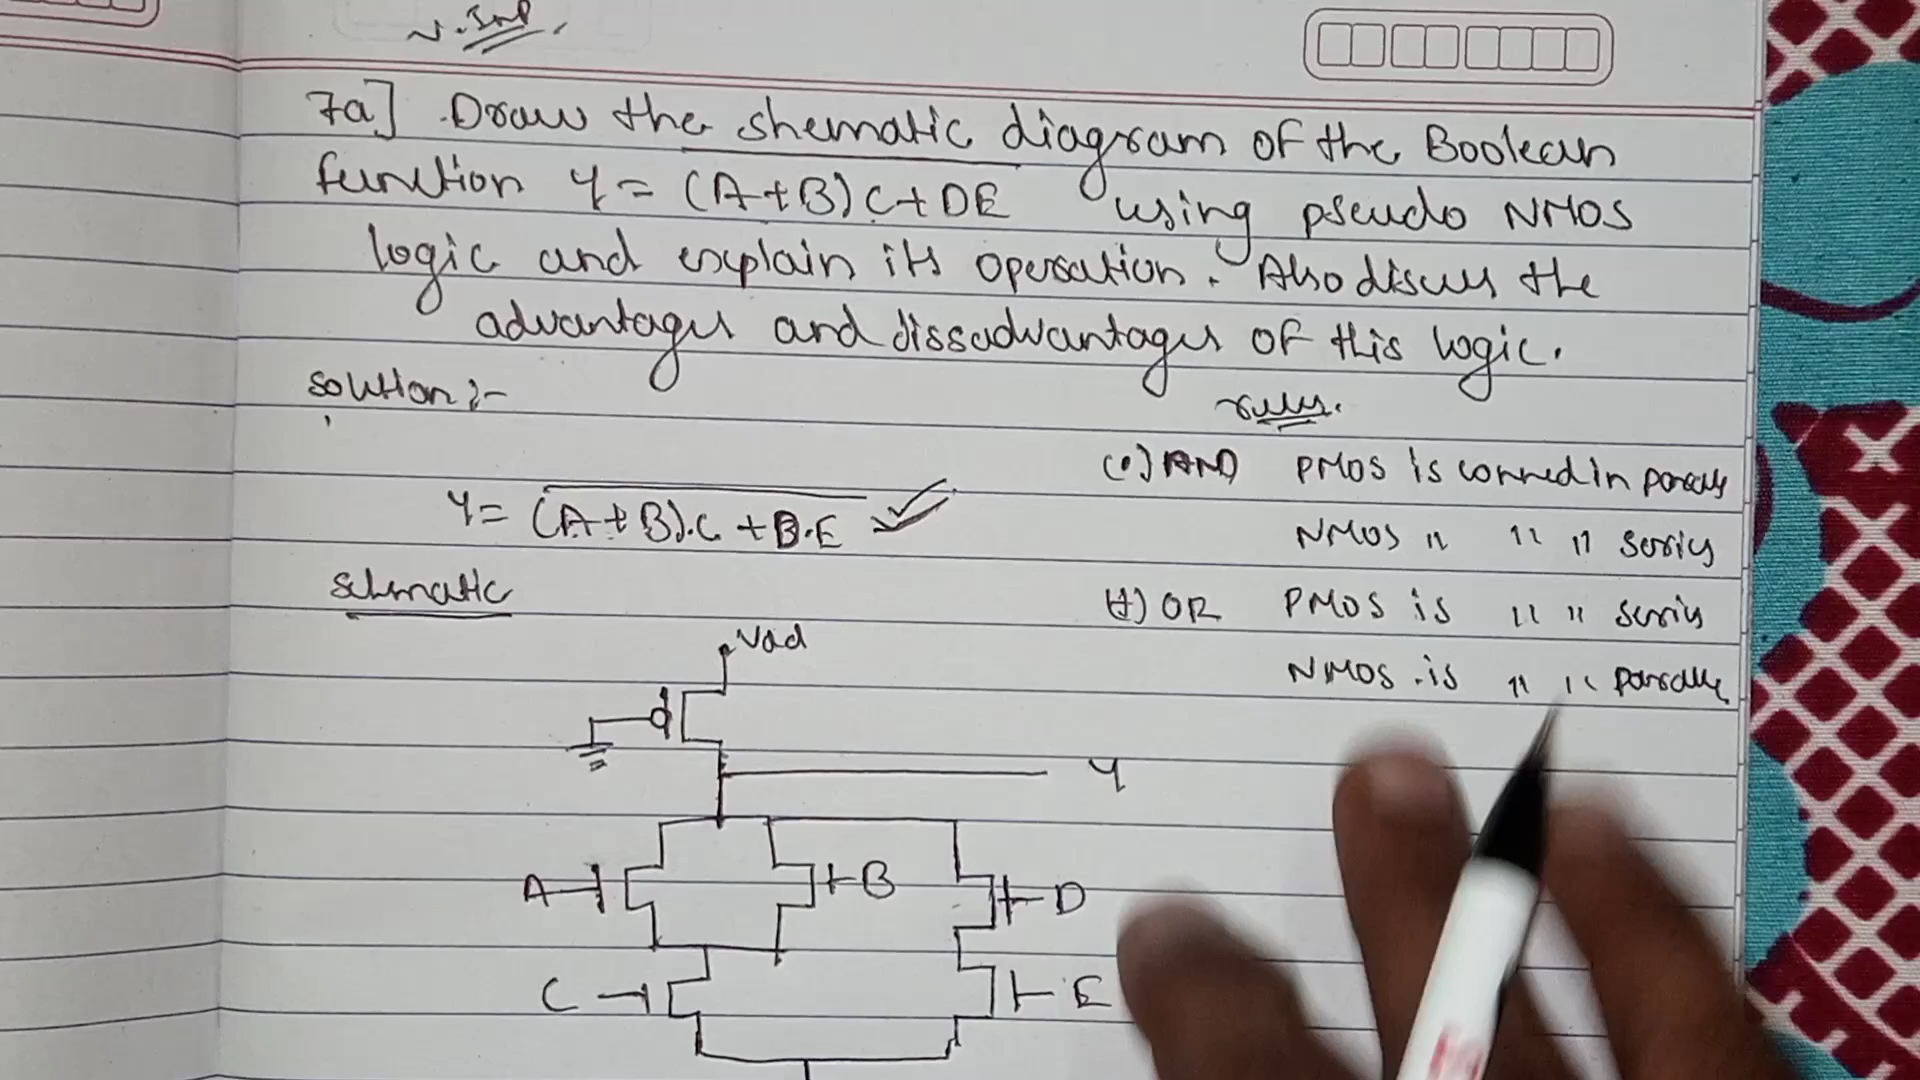 v. Imp.
7a] Draw the shematic diagram of the Boolean
function Y = (A+B)C+DE using pseudo NMOS
logic and explain its operation. Also discuss the
advantages and dissadvantages of this logic.
solution :-
rules.
Y = (A+B).C + D.E
(•) AND PMOS is conned in parally
NMOS " " " series
schematic
(+) OR PMOS is " " series
NMOS is " " parally
Vdd
Y
A
B
D
C
E